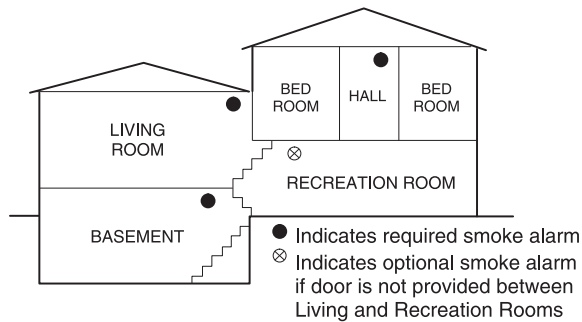 BED
ROOM
HALL
BED
ROOM
LIVING
ROOM
RECREATION ROOM
BASEMENT
Indicates required smoke alarm
Indicates optional smoke alarm
if door is not provided between
Living and Recreation Rooms